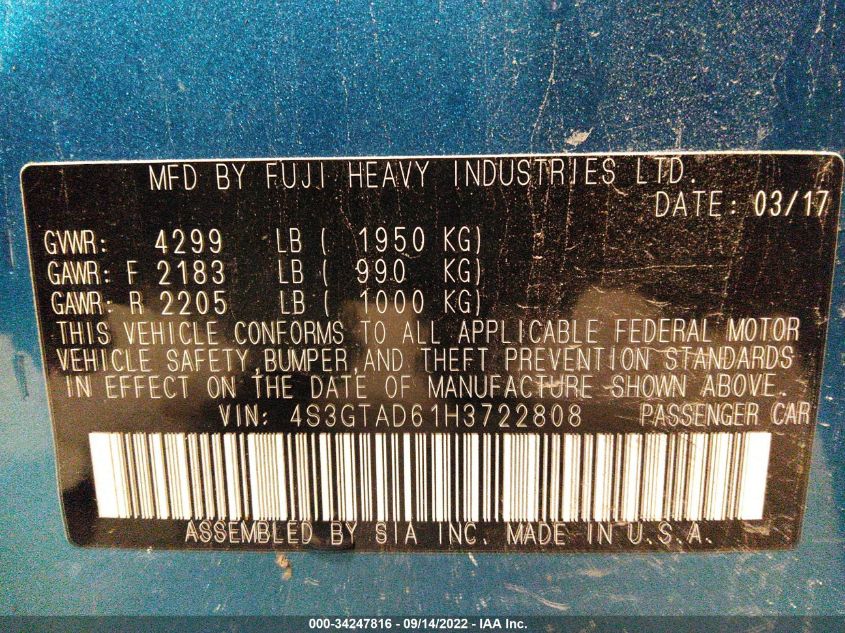 MFD BY FUJI HEAVY INDUSTRIES LTD.
DATE: 03/17
GVWR: 4299 LB ( 1950 KG)
GAWR: F 2183 LB ( 990 KG)
GAWR: R 2205 LB ( 1000 KG)
THIS VEHICLE CONFORMS TO ALL APPLICABLE FEDERAL MOTOR
VEHICLE SAFETY, BUMPER, AND THEFT PREVENTION STANDARDS
IN EFFECT ON THE DATE OF MANUFACTURE SHOWN ABOVE.
VIN: 4S3GTAD61H3722808 PASSENGER CAR
ASSEMBLED BY SIA INC. MADE IN U.S.A.
000-34247816 - 09/14/2022 - IAA Inc.